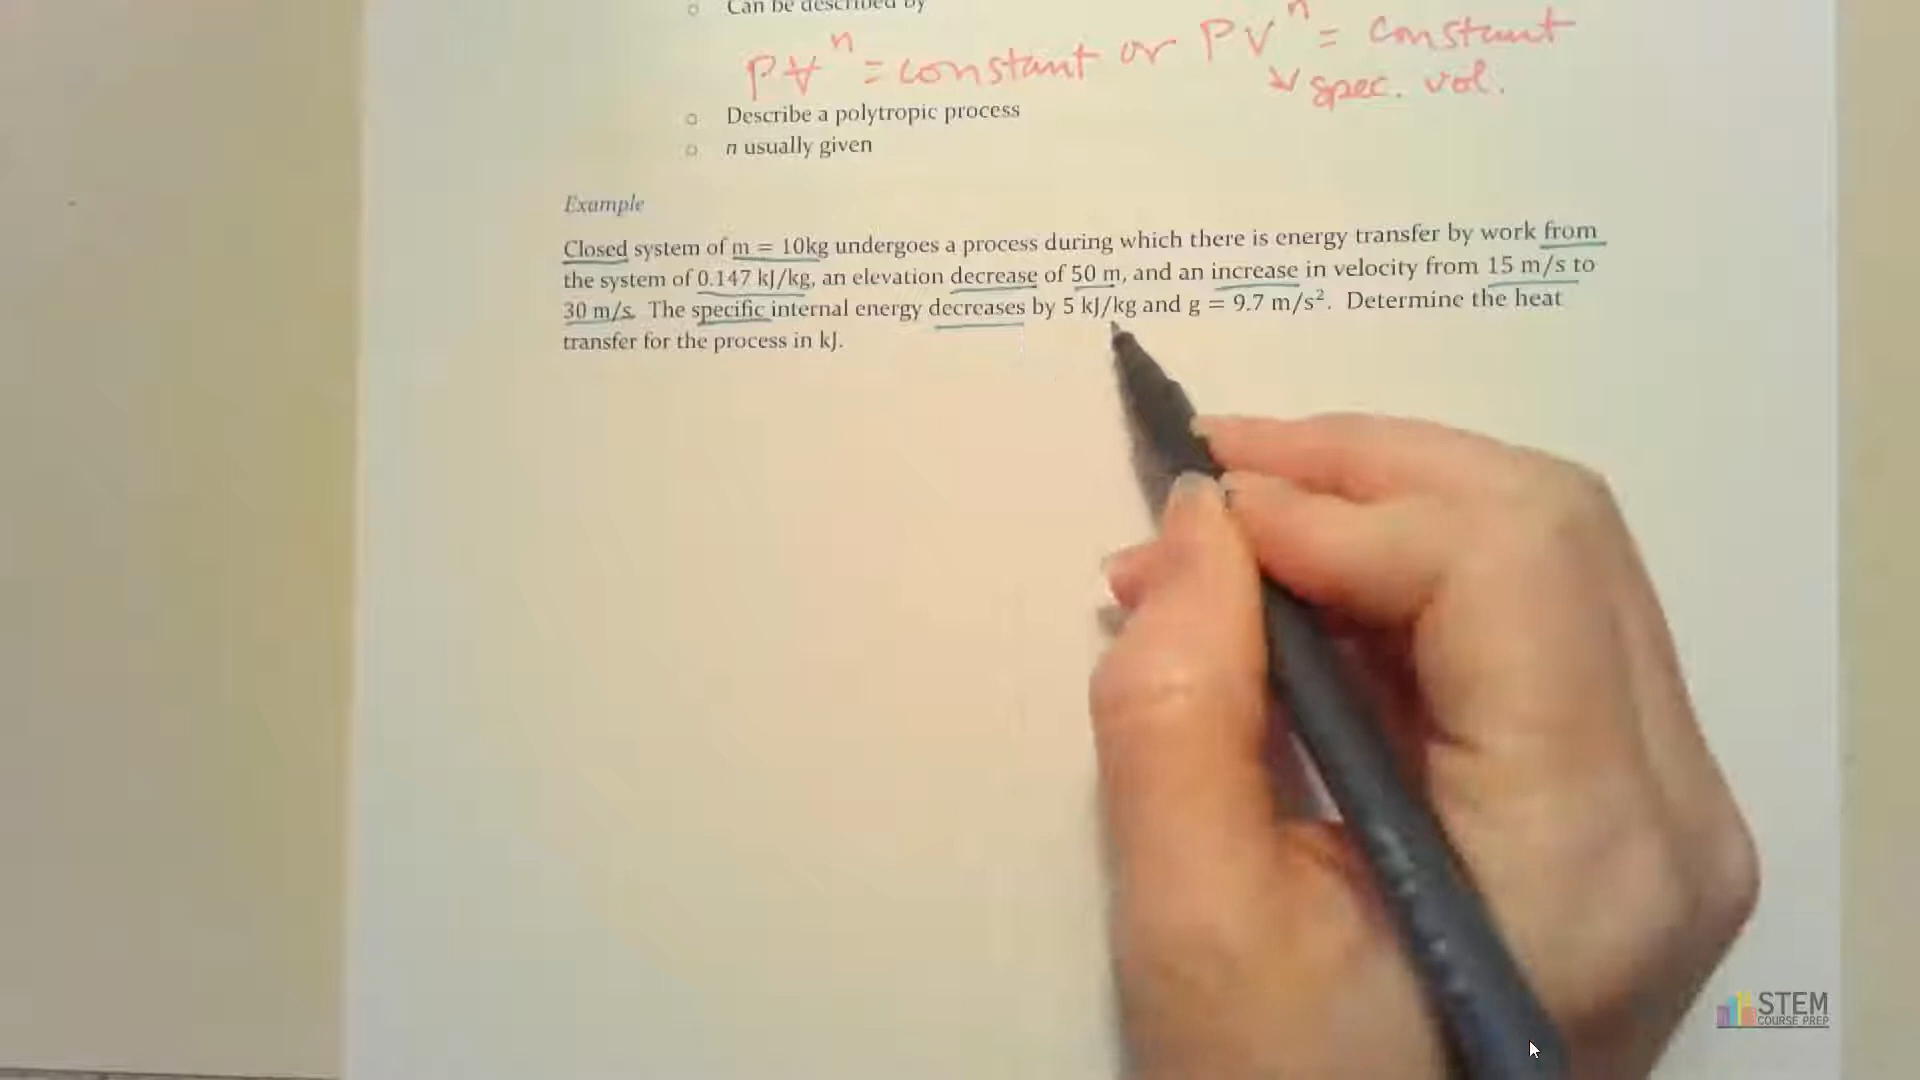 Can be described by
PV^n = constant or PV^n = constant
↘ spec. vol.
Describe a polytropic process
n usually given
Example
Closed system of m = 10kg undergoes a process during which there is energy transfer by work from
the system of 0.147 kJ/kg, an elevation decrease of 50 m, and an increase in velocity from 15 m/s to
30 m/s. The specific internal energy decreases by 5 kJ/kg and g = 9.7 m/s². Determine the heat
transfer for the process in kJ.
STEM
COURSE PREP